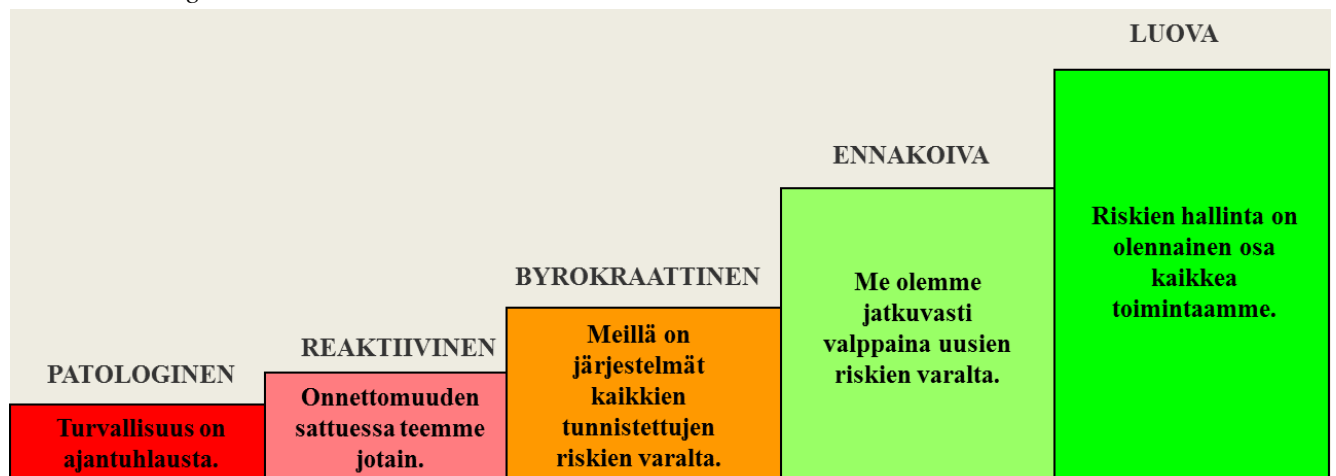 PATOLOGINEN
Turvallisuus on
ajantuhlausta.
REAKTIIVINEN
Onnettomuuden
sattuessa teemme
jotain.
BYROKRAATTINEN
Meillä on
järjestelmät
kaikkien
tunnistettujen
riskien varalta.
ENNAKOIVA
Me olemme
jatkuvasti
valppaina uusien
riskien varalta.
LUOVA
Riskien hallinta on
olennainen osa
kaikkea
toimintaamme.